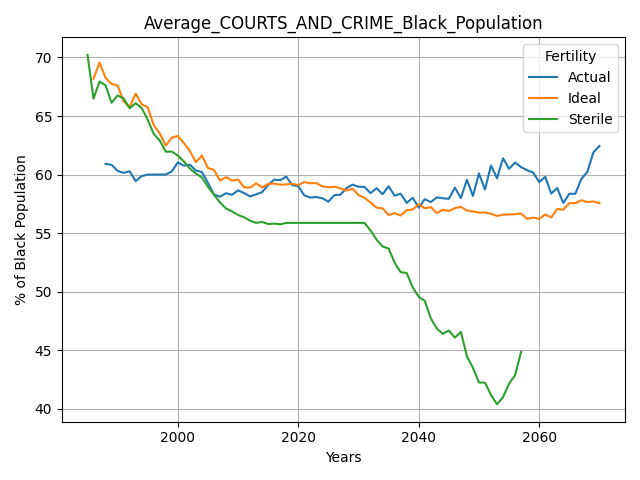 Average_COURTS_AND_CRIME_Black_Population
Fertility
Actual
Ideal
Sterile
% of Black Population
70
65
60
55
50
45
40
2000
2020
2040
2060
Years